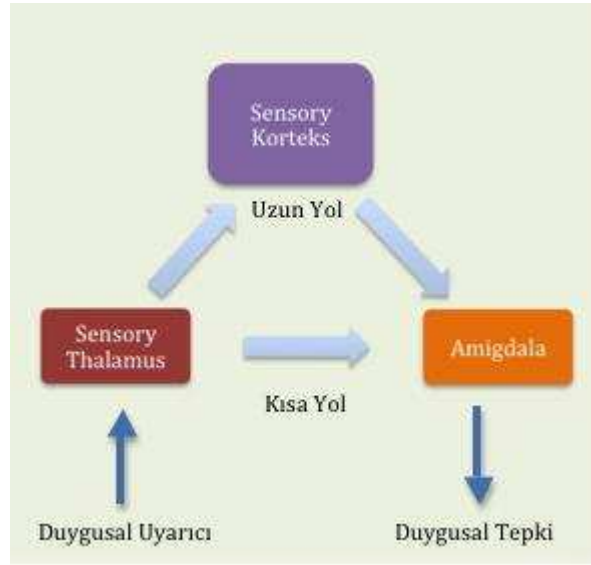 Sensory
Korteks
Uzun Yol
Sensory
Thalamus
Amigdala
Kısa Yol
Duygusal Uyarıcı
Duygusal Tepki